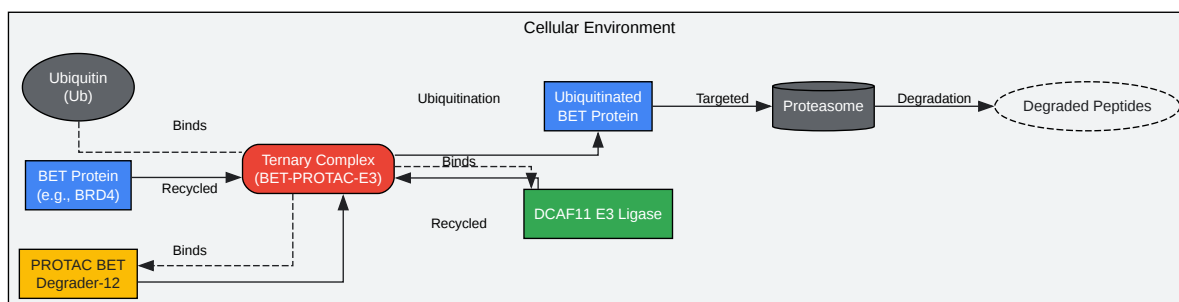 Cellular Environment
Ubiquitin
(Ub)
Binds
BET Protein
(e.g., BRD4)
Recycled
Ternary Complex
(BET-PROTAC-E3)
Ubiquitination
Ubiquitinated
BET Protein
Targeted
Proteasome
Degradation
Degraded Peptides
Binds
DCAF11 E3 Ligase
Recycled
Binds
PROTAC BET
Degrader-12